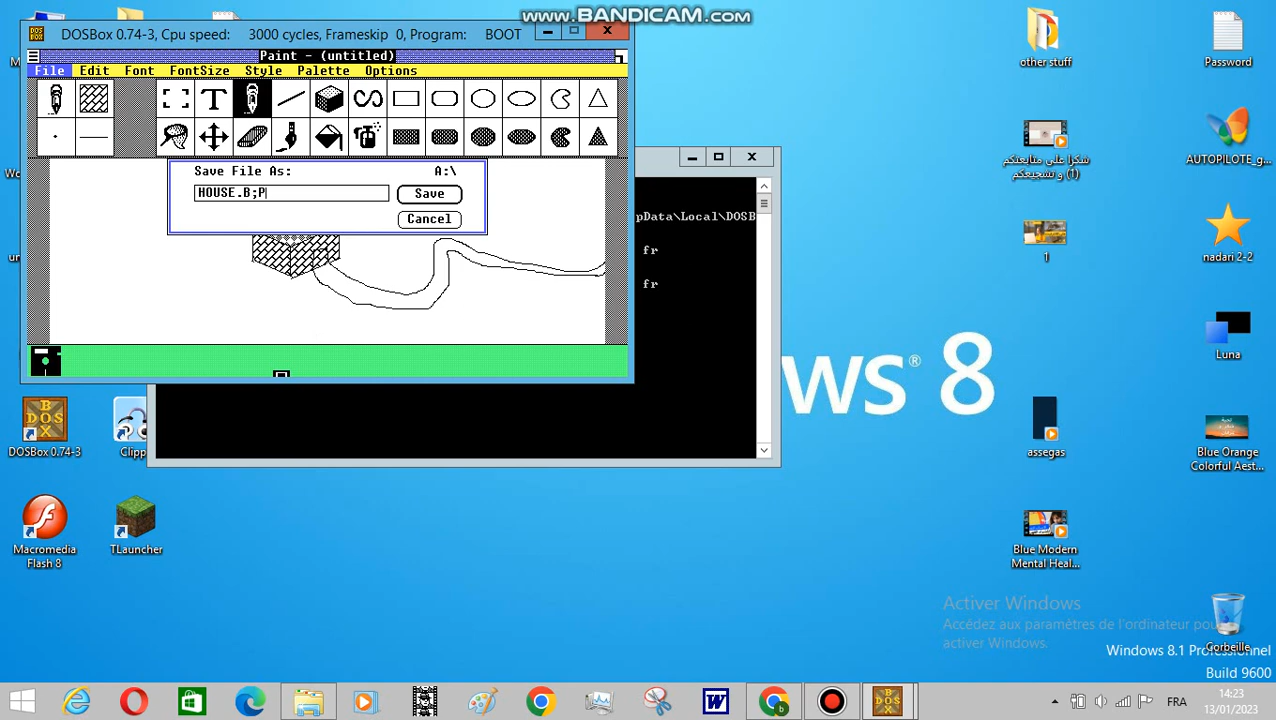 www.BANDICAM.com
DOSBox 0.74-3, Cpu speed: 3000 cycles, Frameskip 0, Program: BOOT
Paint - (untitled)
File Edit Font FontSize Style Palette Options
T
Save File As: A:\
HOUSE.B;P
Save
Cancel
pData\Local\DOSB
fr
fr
ws® 8
other stuff
Password
شكرا على متابعتكم
(1) و تشجيعكم
AUTOPILOTE_g...
1
nadari 2-2
Luna
DOSBox 0.74-3
Clipp
assegas
Blue Orange
Colorful Aest...
Macromedia
Flash 8
TLauncher
Blue Modern
Mental Heal...
Corbeille
Activer Windows
Accédez aux paramètres de l'ordinateur pou
activer Windows.
Windows 8.1 Professionnel
Build 9600
FRA
14:23
13/01/2023